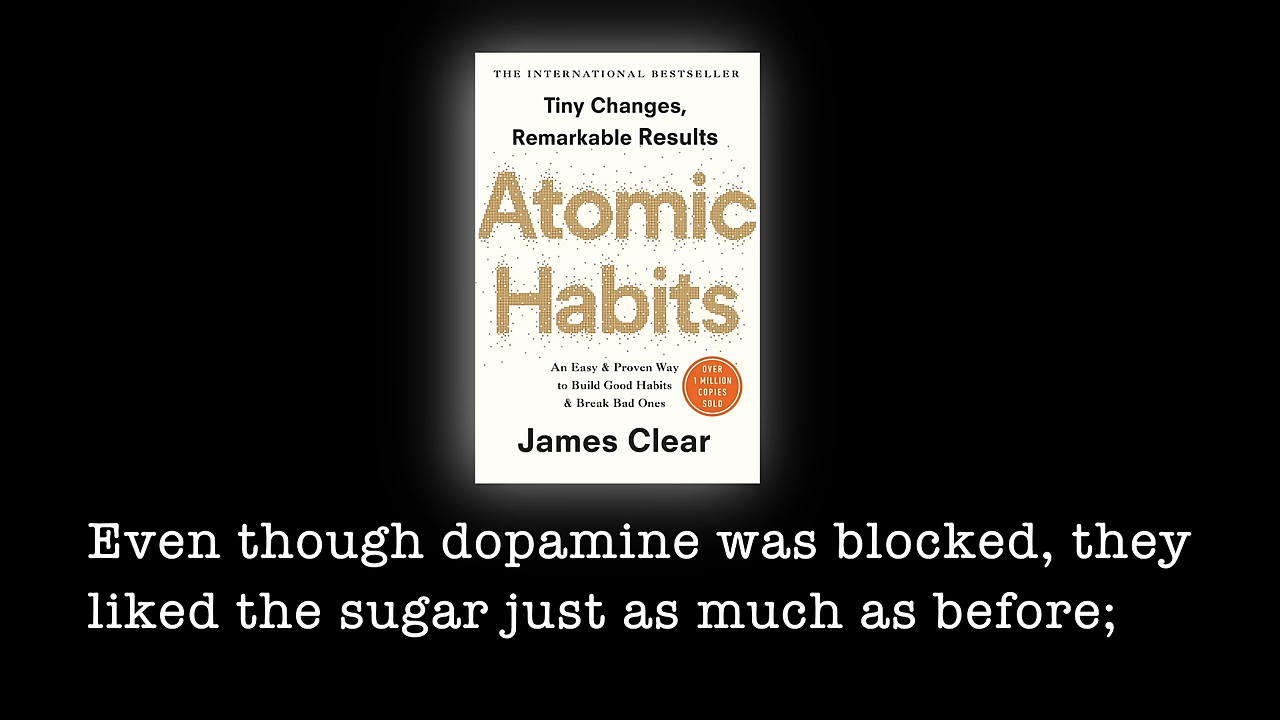 THE INTERNATIONAL BESTSELLER
Tiny Changes,
Remarkable Results
Atomic
Habits
An Easy & Proven Way
to Build Good Habits
& Break Bad Ones
OVER
1 MILLION
COPIES
SOLD
James Clear
Even though dopamine was blocked, they
liked the sugar just as much as before;